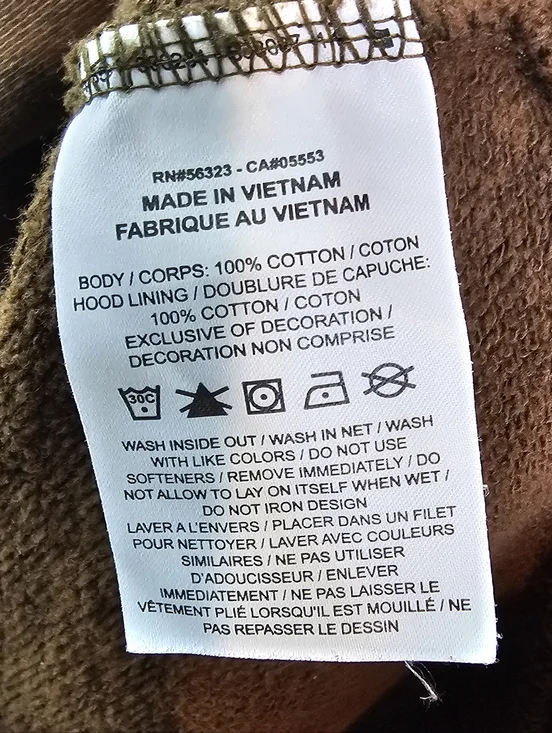 RN#56323 - CA#05553
MADE IN VIETNAM
FABRIQUE AU VIETNAM
BODY / CORPS: 100% COTTON / COTON
HOOD LINING / DOUBLURE DE CAPUCHE:
100% COTTON / COTON
EXCLUSIVE OF DECORATION /
DECORATION NON COMPRISE
30C
WASH INSIDE OUT / WASH IN NET / WASH
WITH LIKE COLORS / DO NOT USE
SOFTENERS / REMOVE IMMEDIATELY / DO
NOT ALLOW TO LAY ON ITSELF WHEN WET /
DO NOT IRON DESIGN
LAVER A L'ENVERS / PLACER DANS UN FILET
POUR NETTOYER / LAVER AVEC COULEURS
SIMILAIRES / NE PAS UTILISER
D'ADOUCISSEUR / ENLEVER
IMMEDIATEMENT / NE PAS LAISSER LE
VÊTEMENT PLIÉ LORSQU'IL EST MOUILLÉ / NE
PAS REPASSER LE DESSIN